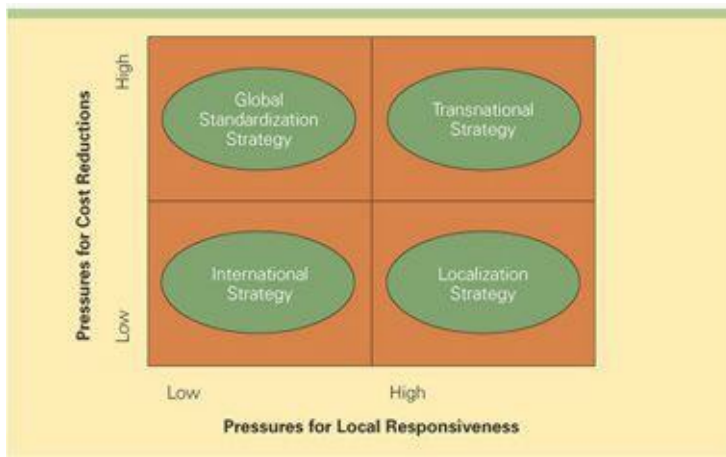 Pressures for Cost Reductions
High
Low
Global
Standardization
Strategy
Transnational
Strategy
International
Strategy
Localization
Strategy
Low
High
Pressures for Local Responsiveness